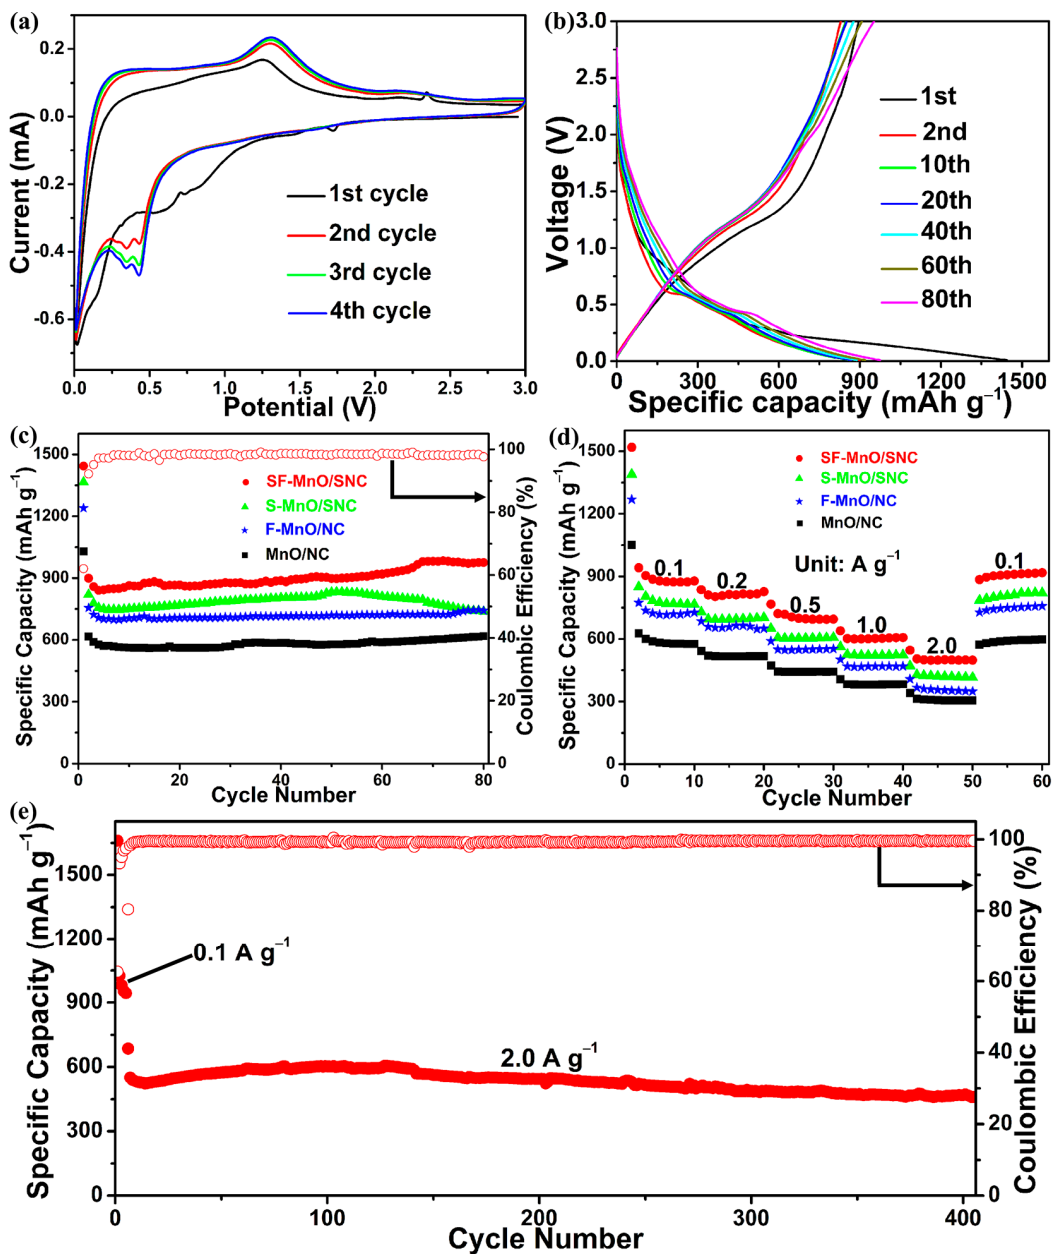 (a)
0.2
0.0
-0.2
-0.4
-0.6
Current (mA)
1st cycle
2nd cycle
3rd cycle
4th cycle
0.0 0.5 1.0 1.5 2.0 2.5 3.0
Potential (V)
(b)
3.0
2.5
2.0
1.5
1.0
0.5
0.0
Voltage (V)
1st
2nd
10th
20th
40th
60th
80th
0 300 600 900 1200 1500
Specific capacity (mAh g⁻¹)
(c)
1500
1350
1200
1050
900
750
600
450
300
150
0
Specific Capacity (mAh g⁻¹)
SF-MnO/SNC
S-MnO/SNC
F-MnO/NC
MnO/NC
100
80
60
40
20
0
Coulombic Efficiency (%)
0 20 40 60 80
Cycle Number
(d)
1500
1200
900
600
300
0
Specific Capacity (mAh g⁻¹)
SF-MnO/SNC
S-MnO/SNC
F-MnO/NC
MnO/NC
Unit: A g⁻¹
0.1
0.2
0.5
1.0
2.0
0.1
0 10 20 30 40 50 60
Cycle Number
(e)
1500
1200
900
600
300
0
Specific Capacity (mAh g⁻¹)
0.1 A g⁻¹
2.0 A g⁻¹
100
80
60
40
20
0
Coulombic Efficiency (%)
0 100 200 300 400
Cycle Number